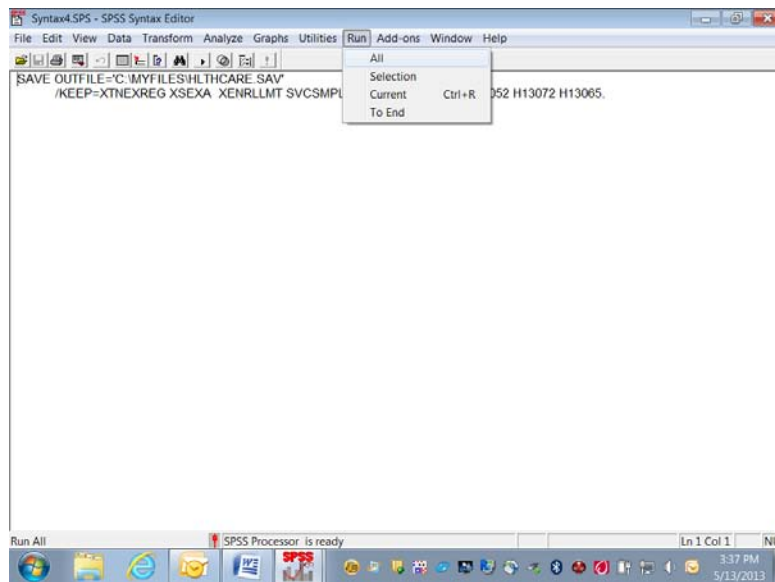 Syntax4.SPS - SPSS Syntax Editor
File Edit View Data Transform Analyze Graphs Utilities Run Add-ons Window Help
All
Selection
Current Ctrl+R
To End
SAVE OUTFILE='C:\MYFILES\HLTHCARE.SAV'
/KEEP=XTNEXREG XSEXA XENRLLMT H13072 H13065.
Run All
SPSS Processor is ready
Ln 1 Col 1
SPSS
3:37 PM
5/13/2013